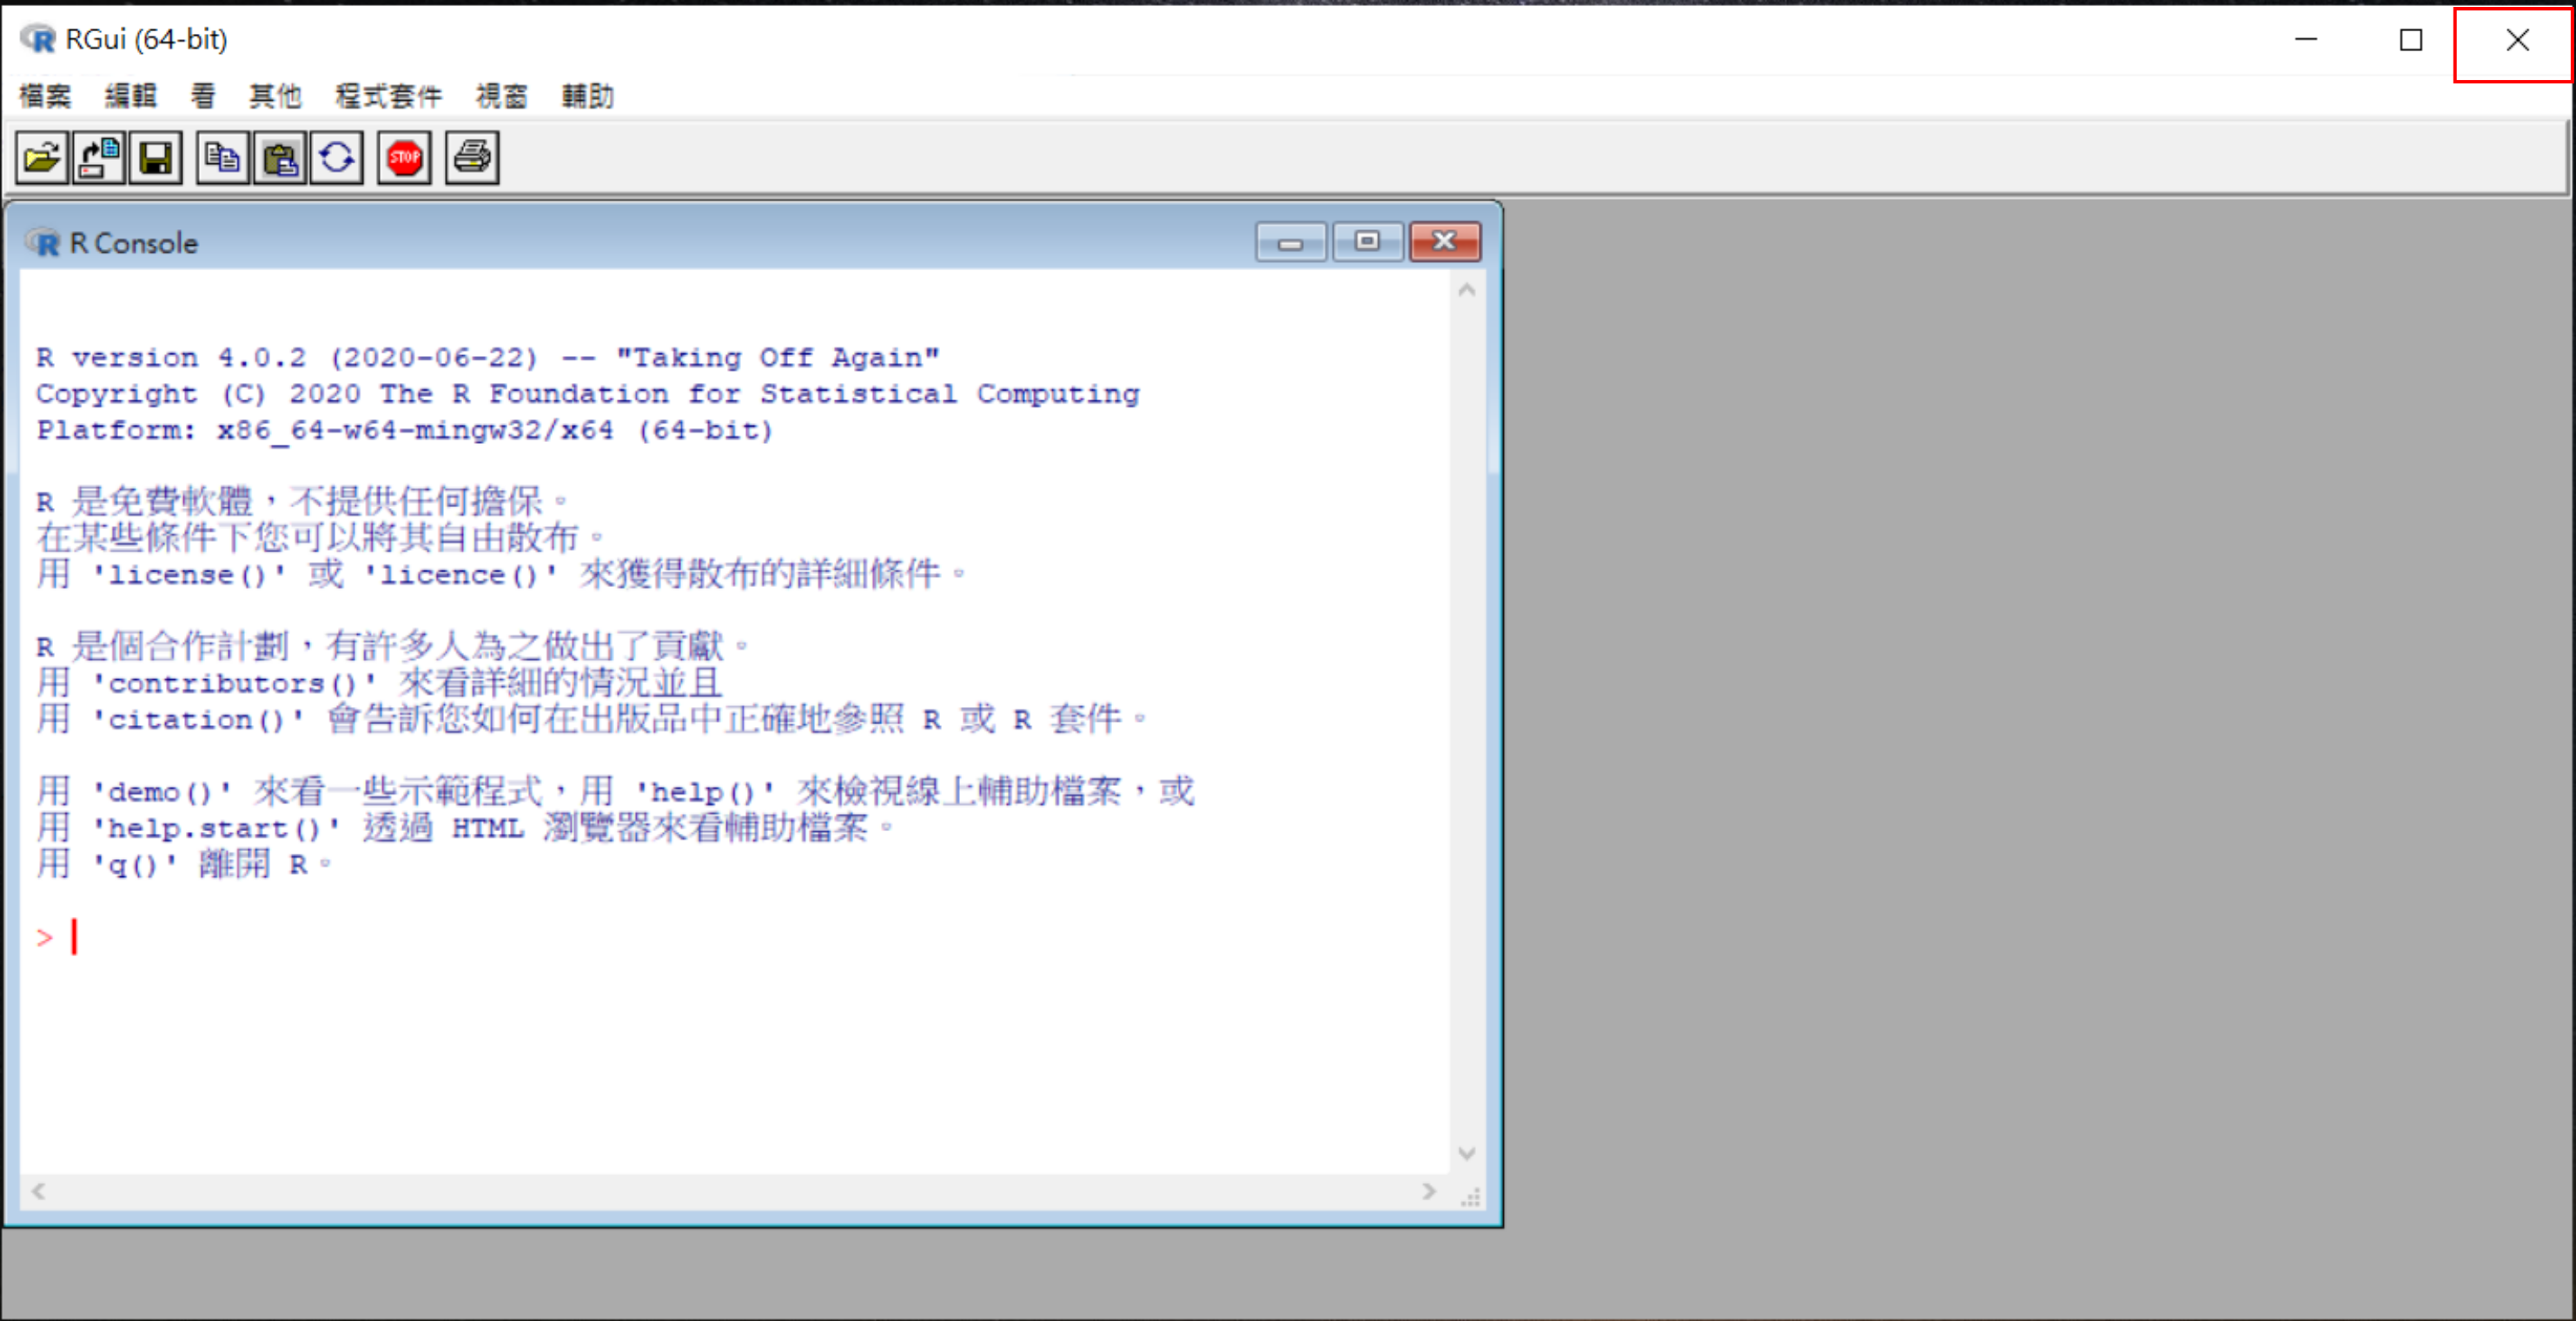 RGui (64-bit)
檔案 編輯 看 其他 程式套件 視窗 輔助
STOP
R Console
R version 4.0.2 (2020-06-22) -- "Taking Off Again"
Copyright (C) 2020 The R Foundation for Statistical Computing
Platform: x86_64-w64-mingw32/x64 (64-bit)
R 是免費軟體，不提供任何擔保。
在某些條件下您可以將其自由散布。
用 'license()' 或 'licence()' 來獲得散布的詳細條件。
R 是個合作計劃，有許多人為之做出了貢獻。
用 'contributors()' 來看詳細的情況並且
用 'citation()' 會告訴您如何在出版品中正確地參照 R 或 R 套件。
用 'demo()' 來看一些示範程式，用 'help()' 來檢視線上輔助檔案，或
用 'help.start()' 透過 HTML 瀏覽器來看輔助檔案。
用 'q()' 離開 R。
>